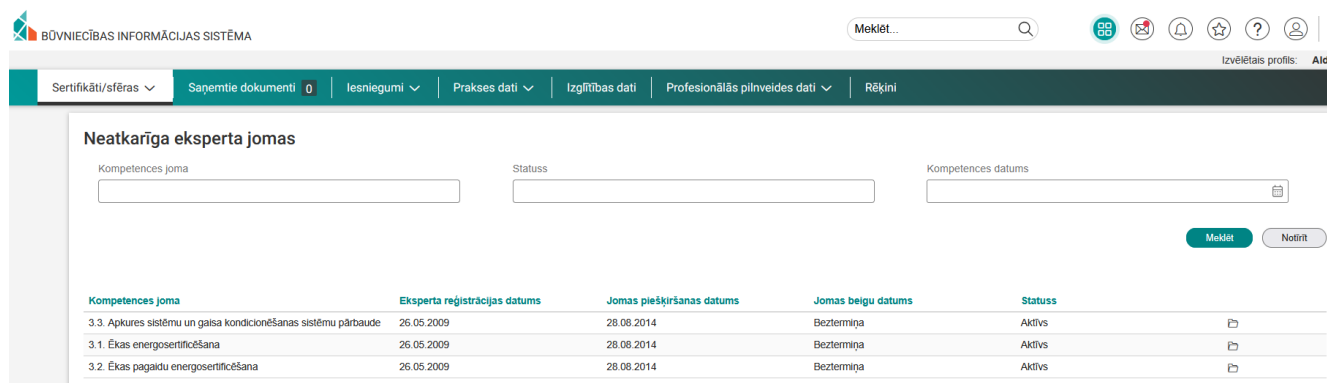 BŪVNIECĪBAS INFORMĀCIJAS SISTĒMA
Meklēt...
Izvēlētais profils:
Sertifikāti/sfēras Saņemtie dokumenti 0 Iesniegumi Prakses dati Izglītības dati Profesionālās pilnveides dati Rēķini
Neatkarīga eksperta jomas
Kompetences joma Statuss Kompetences datums
Meklēt Notīrīt
Kompetences joma Eksperta reģistrācijas datums Jomas piešķiršanas datums Jomas beigu datums Statuss
3.3. Apkures sistēmu un gaisa kondicionēšanas sistēmu pārbaude 26.05.2009 28.08.2014 Beztermiņa Aktīvs
3.1. Ēkas energosertificēšana 26.05.2009 28.08.2014 Beztermiņa Aktīvs
3.2. Ēkas pagaidu energosertificēšana 26.05.2009 28.08.2014 Beztermiņa Aktīvs